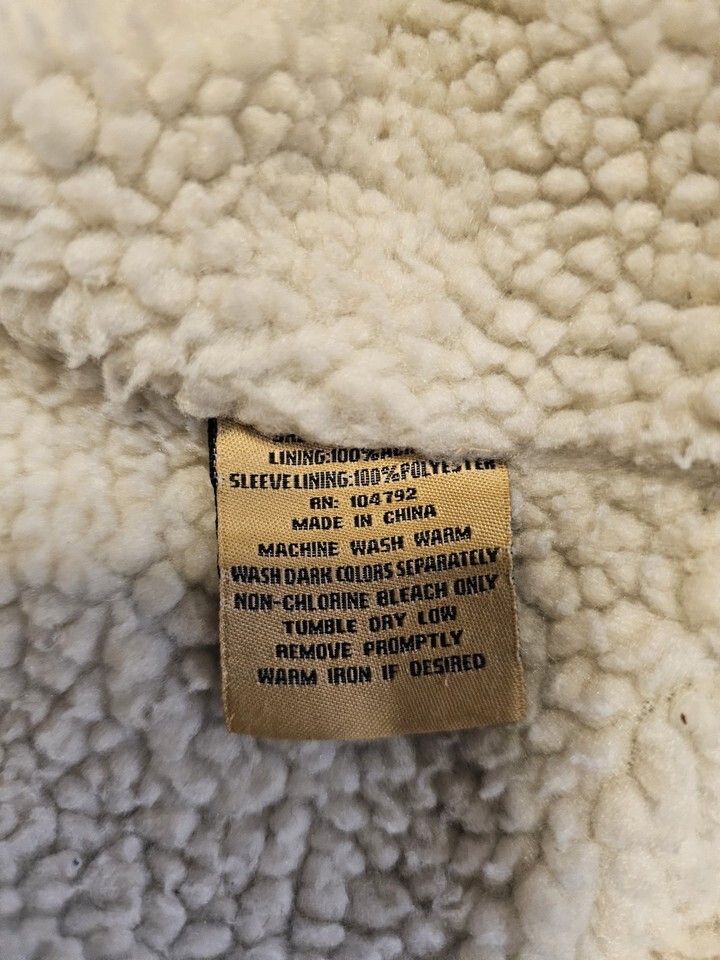 LINING:100%
SLEEVE LINING:100% POLYESTER
RN: 104792
MADE IN CHINA
MACHINE WASH WARM
WASH DARK COLORS SEPARATELY
NON-CHLORINE BLEACH ONLY
TUMBLE DRY LOW
REMOVE PROMPTLY
WARM IRON IF DESIRED